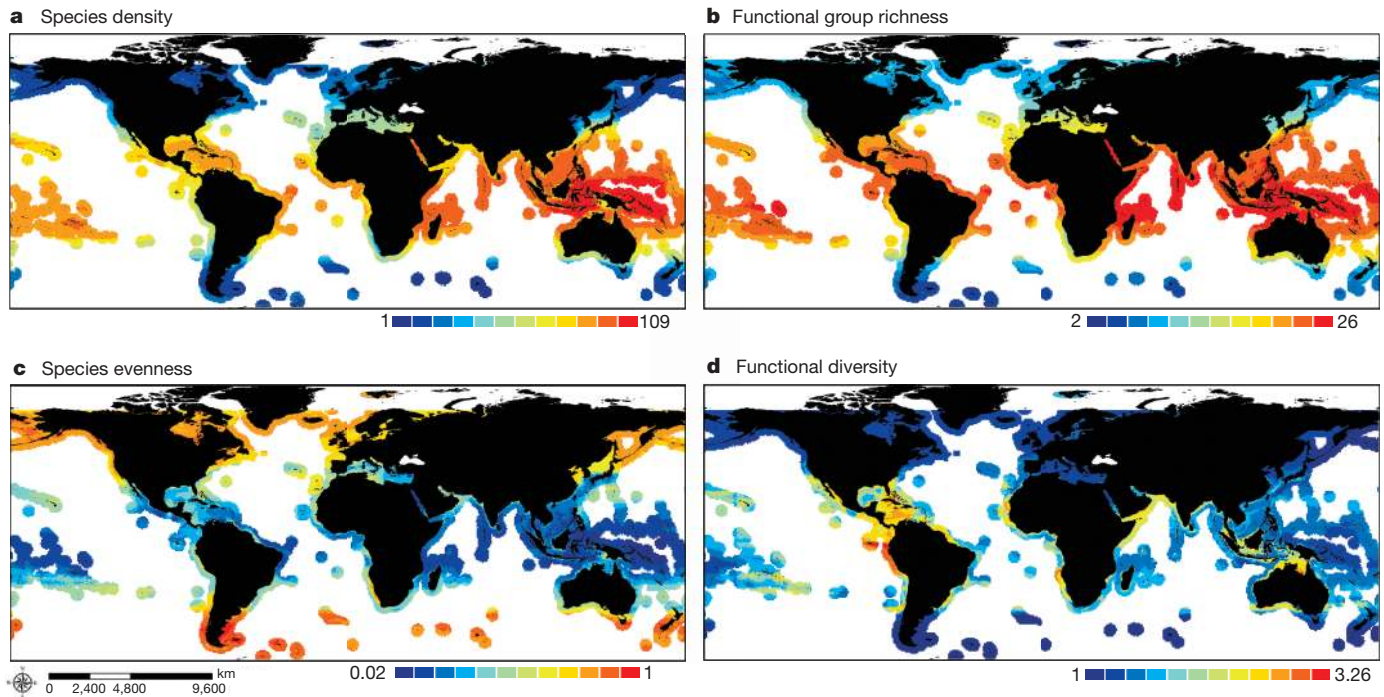 a Species density
b Functional group richness
1 109
2 26
c Species evenness
d Functional diversity
0 2,400 4,800 9,600 km
0.02 1
1 3.26